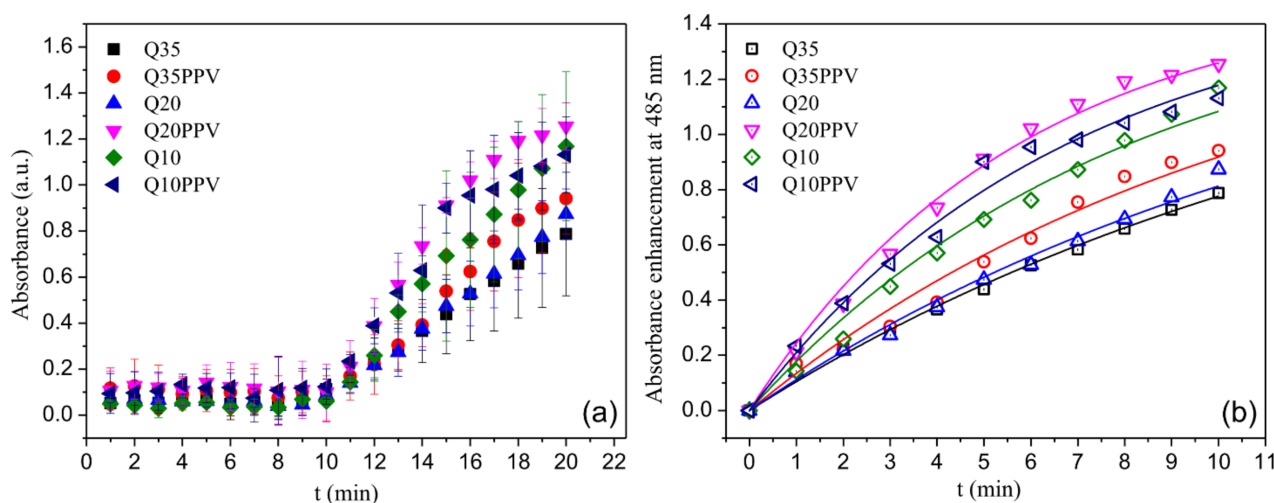 Absorbance (a.u.)
1.6
1.4
1.2
1.0
0.8
0.6
0.4
0.2
0.0
Q35
Q35PPV
Q20
Q20PPV
Q10
Q10PPV
(a)
0 2 4 6 8 10 12 14 16 18 20 22
t (min)
Absorbance enhancement at 485 nm
1.4
1.2
1.0
0.8
0.6
0.4
0.2
0.0
Q35
Q35PPV
Q20
Q20PPV
Q10
Q10PPV
(b)
0 1 2 3 4 5 6 7 8 9 10 11
t (min)